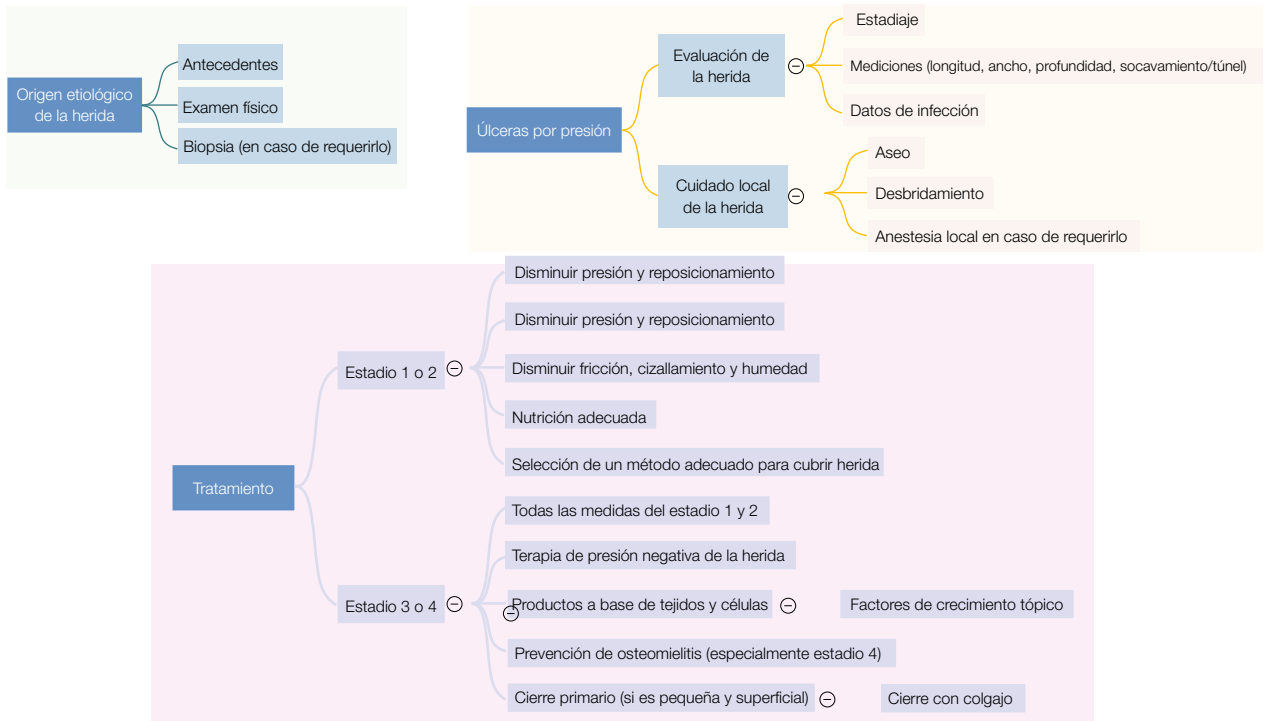 Origen etiológico
de la herida
Antecedentes
Examen físico
Biopsia (en caso de requerirlo)
Úlceras por presión
Evaluación de
la herida
Estadiaje
Mediciones (longitud, ancho, profundidad, socavamiento/túnel)
Datos de infección
Cuidado local
de la herida
Aseo
Desbridamiento
Anestesia local en caso de requerirlo
Tratamiento
Estadio 1 o 2
Disminuir presión y reposicionamiento
Disminuir presión y reposicionamiento
Disminuir fricción, cizallamiento y humedad
Nutrición adecuada
Selección de un método adecuado para cubrir herida
Estadio 3 o 4
Todas las medidas del estadio 1 y 2
Terapia de presión negativa de la herida
Productos a base de tejidos y células
Factores de crecimiento tópico
Prevención de osteomielitis (especialmente estadio 4)
Cierre primario (si es pequeña y superficial)
Cierre con colgajo